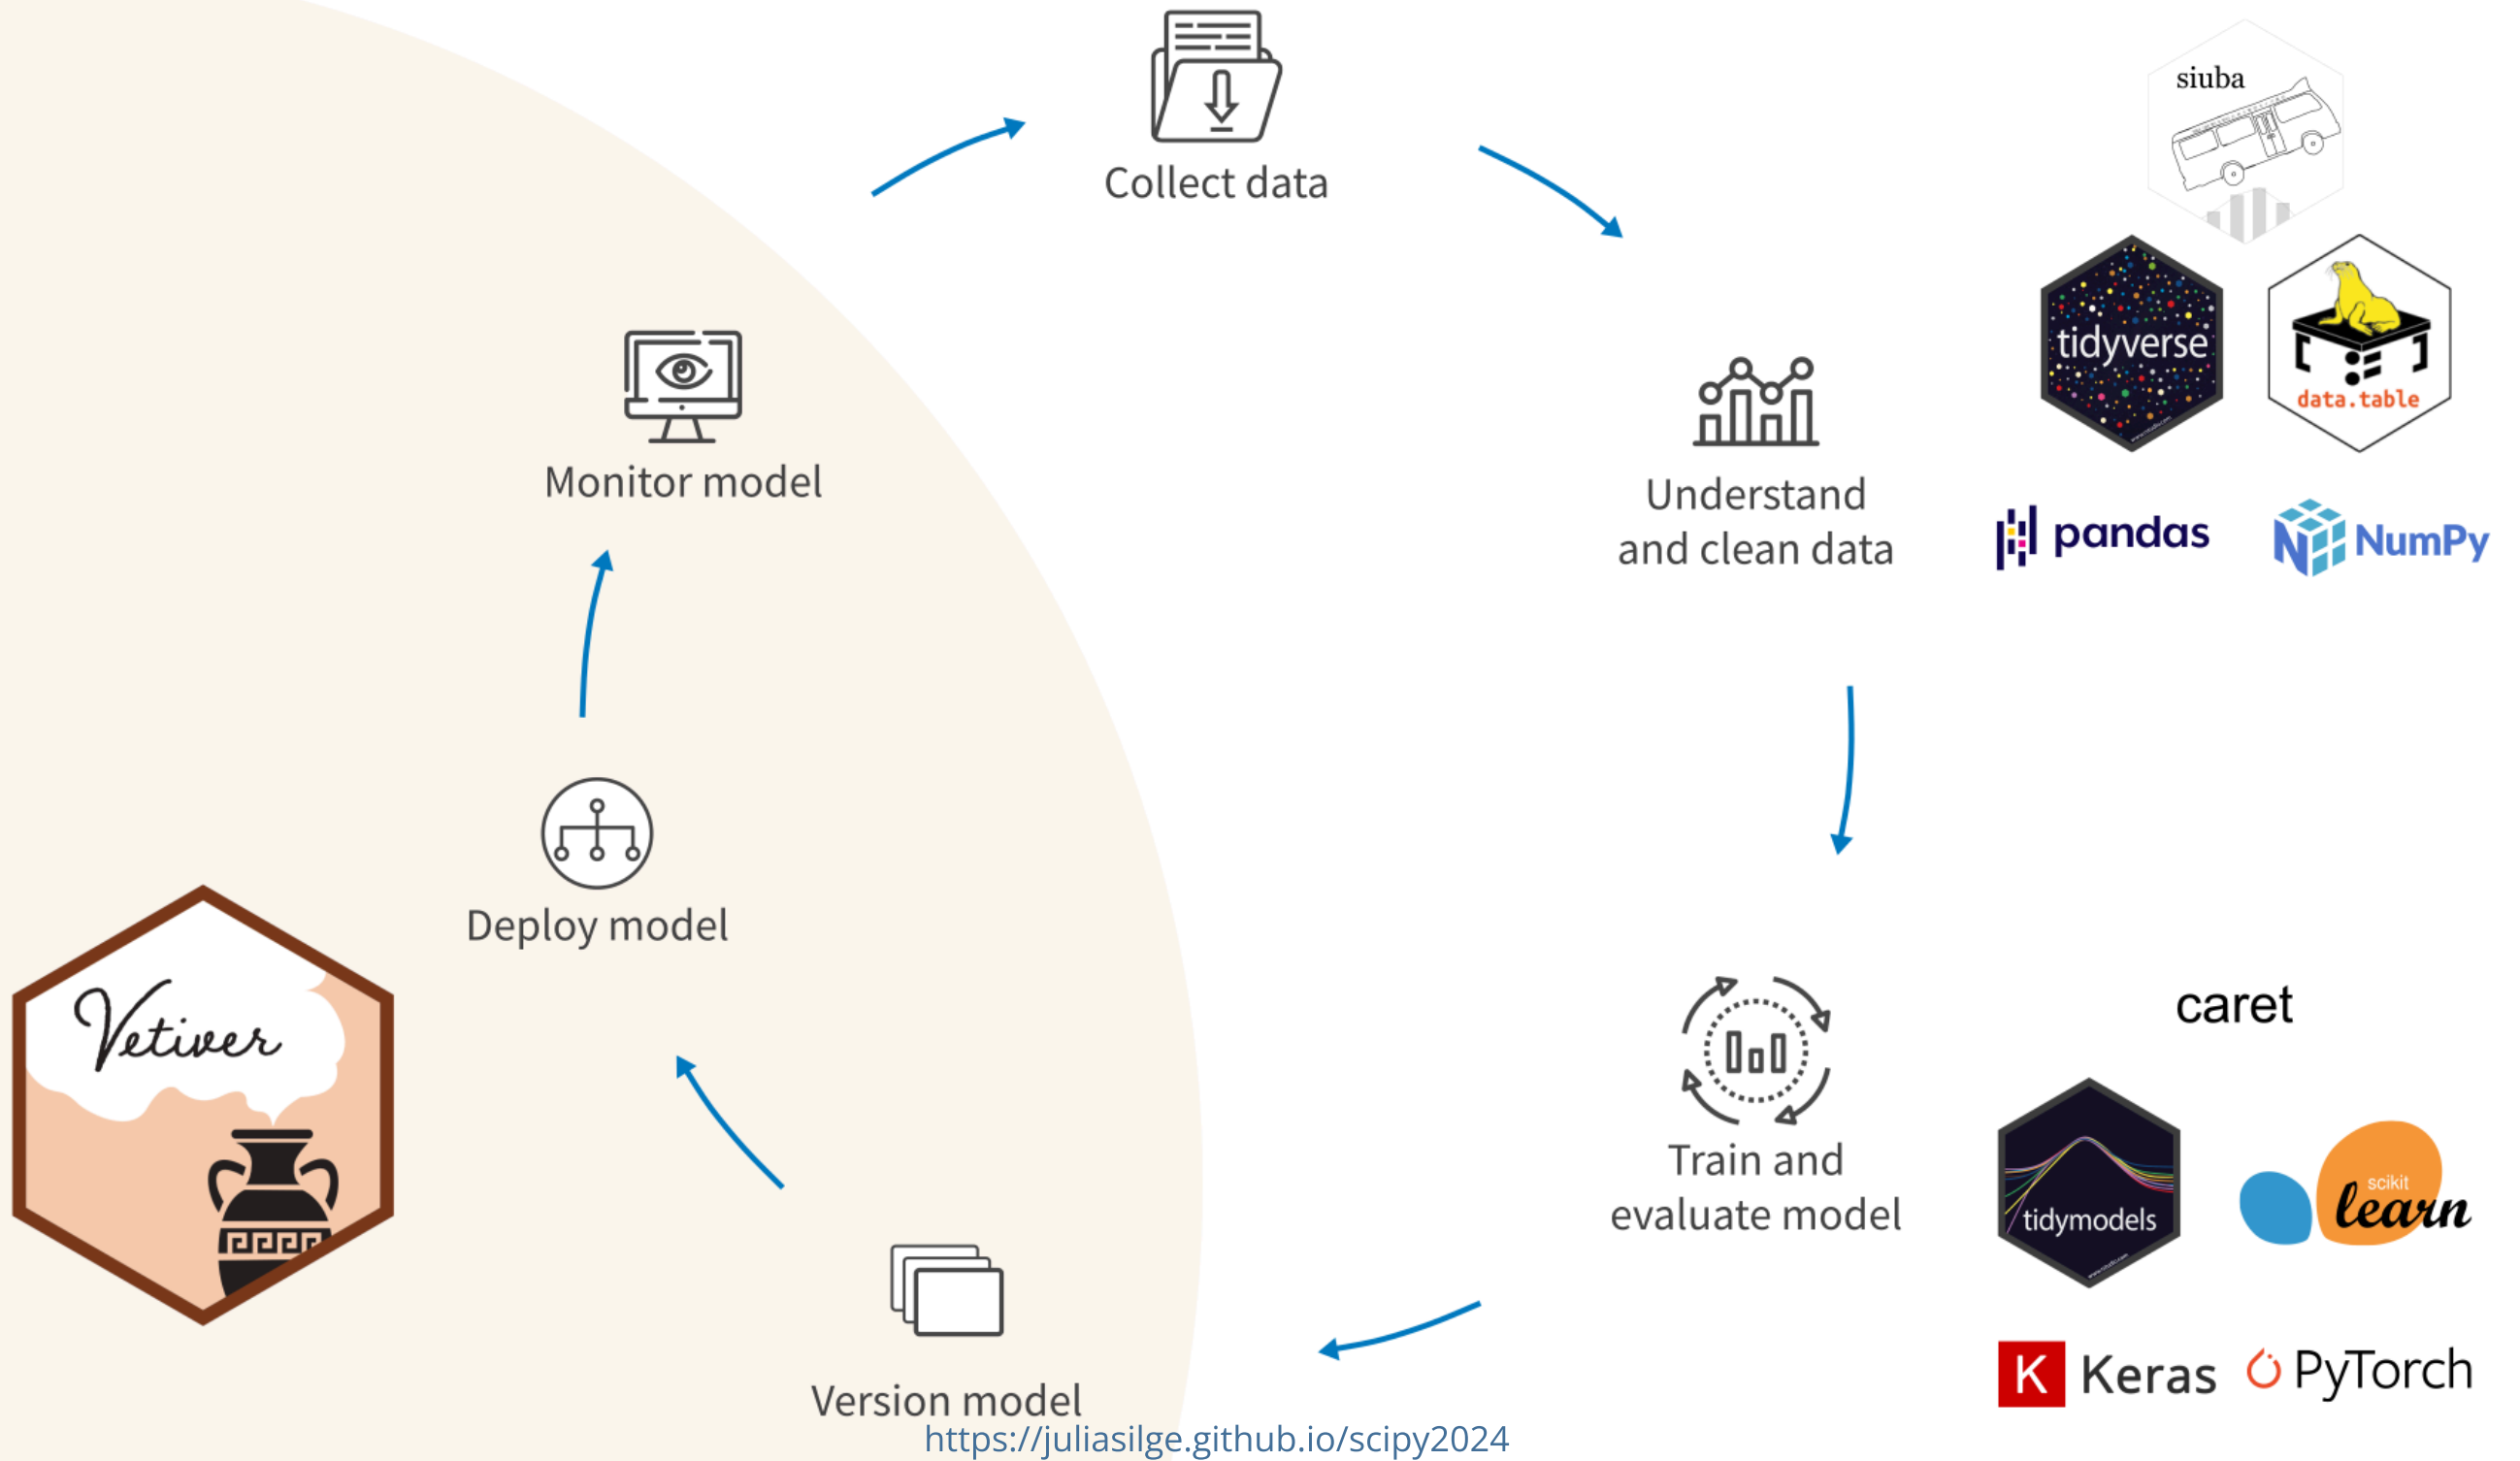 Collect data
siuba
tidyverse
data.table
Monitor model
Understand
and clean data
pandas
NumPy
Deploy model
Vetiver
caret
Train and
evaluate model
tidymodels
scikit
learn
K Keras
PyTorch
Version model
https://juliasilge.github.io/scipy2024